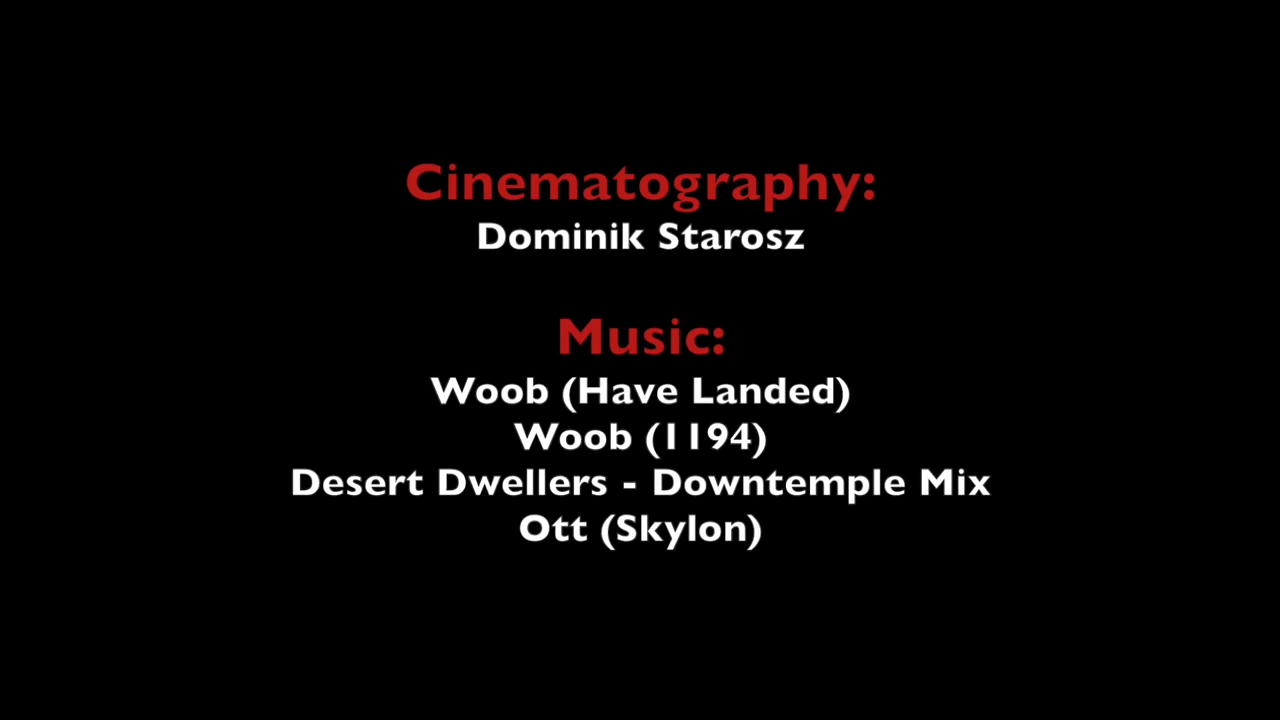 Cinematography:
Dominik Starosz
Music:
Woob (Have Landed)
Woob (1194)
Desert Dwellers - Downtemple Mix
Ott (Skylon)